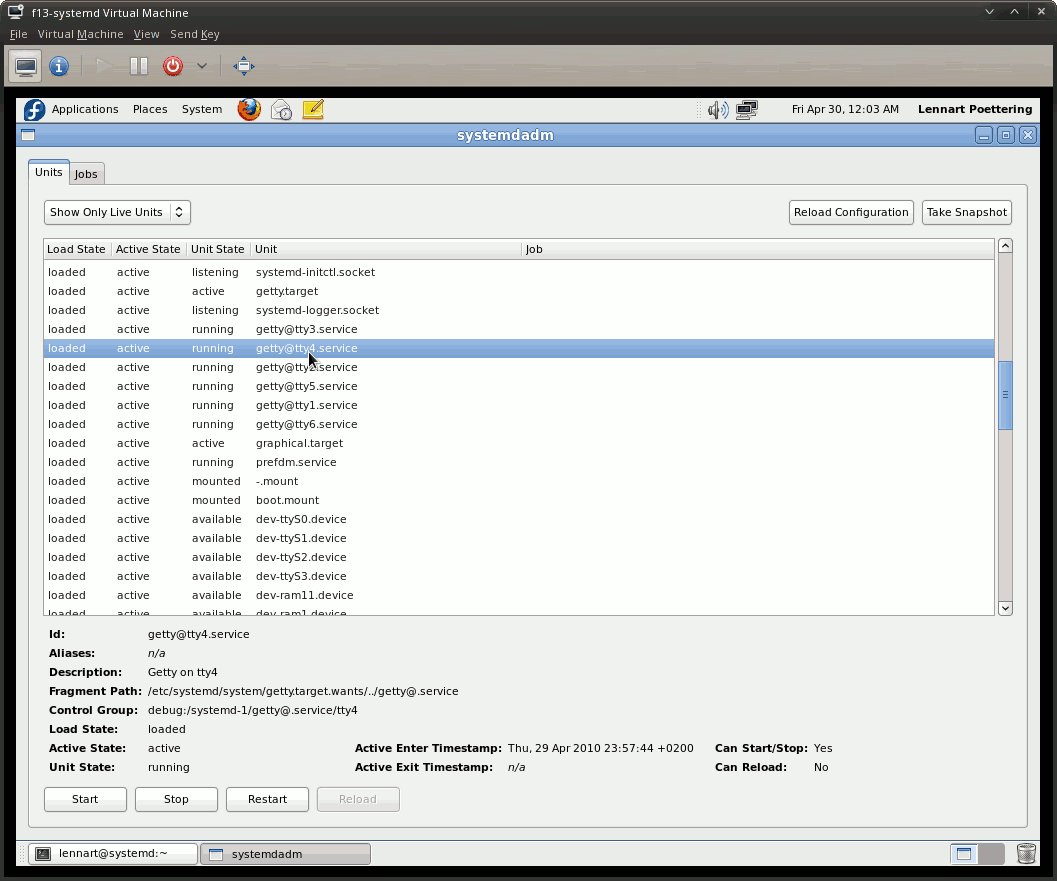 f13-systemd Virtual Machine
File Virtual Machine View Send Key
Applications Places System Fri Apr 30, 12:03 AM Lennart Poettering
systemdadm
Units Jobs
Show Only Live Units Reload Configuration Take Snapshot
Load State Active State Unit State Unit Job
loaded active listening systemd-initctl.socket
loaded active active getty.target
loaded active listening systemd-logger.socket
loaded active running getty@tty3.service
loaded active running getty@tty4.service
loaded active running getty@tty2.service
loaded active running getty@tty5.service
loaded active running getty@tty1.service
loaded active running getty@tty6.service
loaded active active graphical.target
loaded active running prefdm.service
loaded active mounted -.mount
loaded active mounted boot.mount
loaded active available dev-ttyS0.device
loaded active available dev-ttyS1.device
loaded active available dev-ttyS2.device
loaded active available dev-ttyS3.device
loaded active available dev-ram11.device
loaded active available dev-ram1.device
Id: getty@tty4.service
Aliases: n/a
Description: Getty on tty4
Fragment Path: /etc/systemd/system/getty.target.wants/../getty@.service
Control Group: debug:/systemd-1/getty@.service/tty4
Load State: loaded
Active State: active Active Enter Timestamp: Thu, 29 Apr 2010 23:57:44 +0200 Can Start/Stop: Yes
Unit State: running Active Exit Timestamp: n/a Can Reload: No
Start Stop Restart Reload
lennart@systemd:~ systemdadm